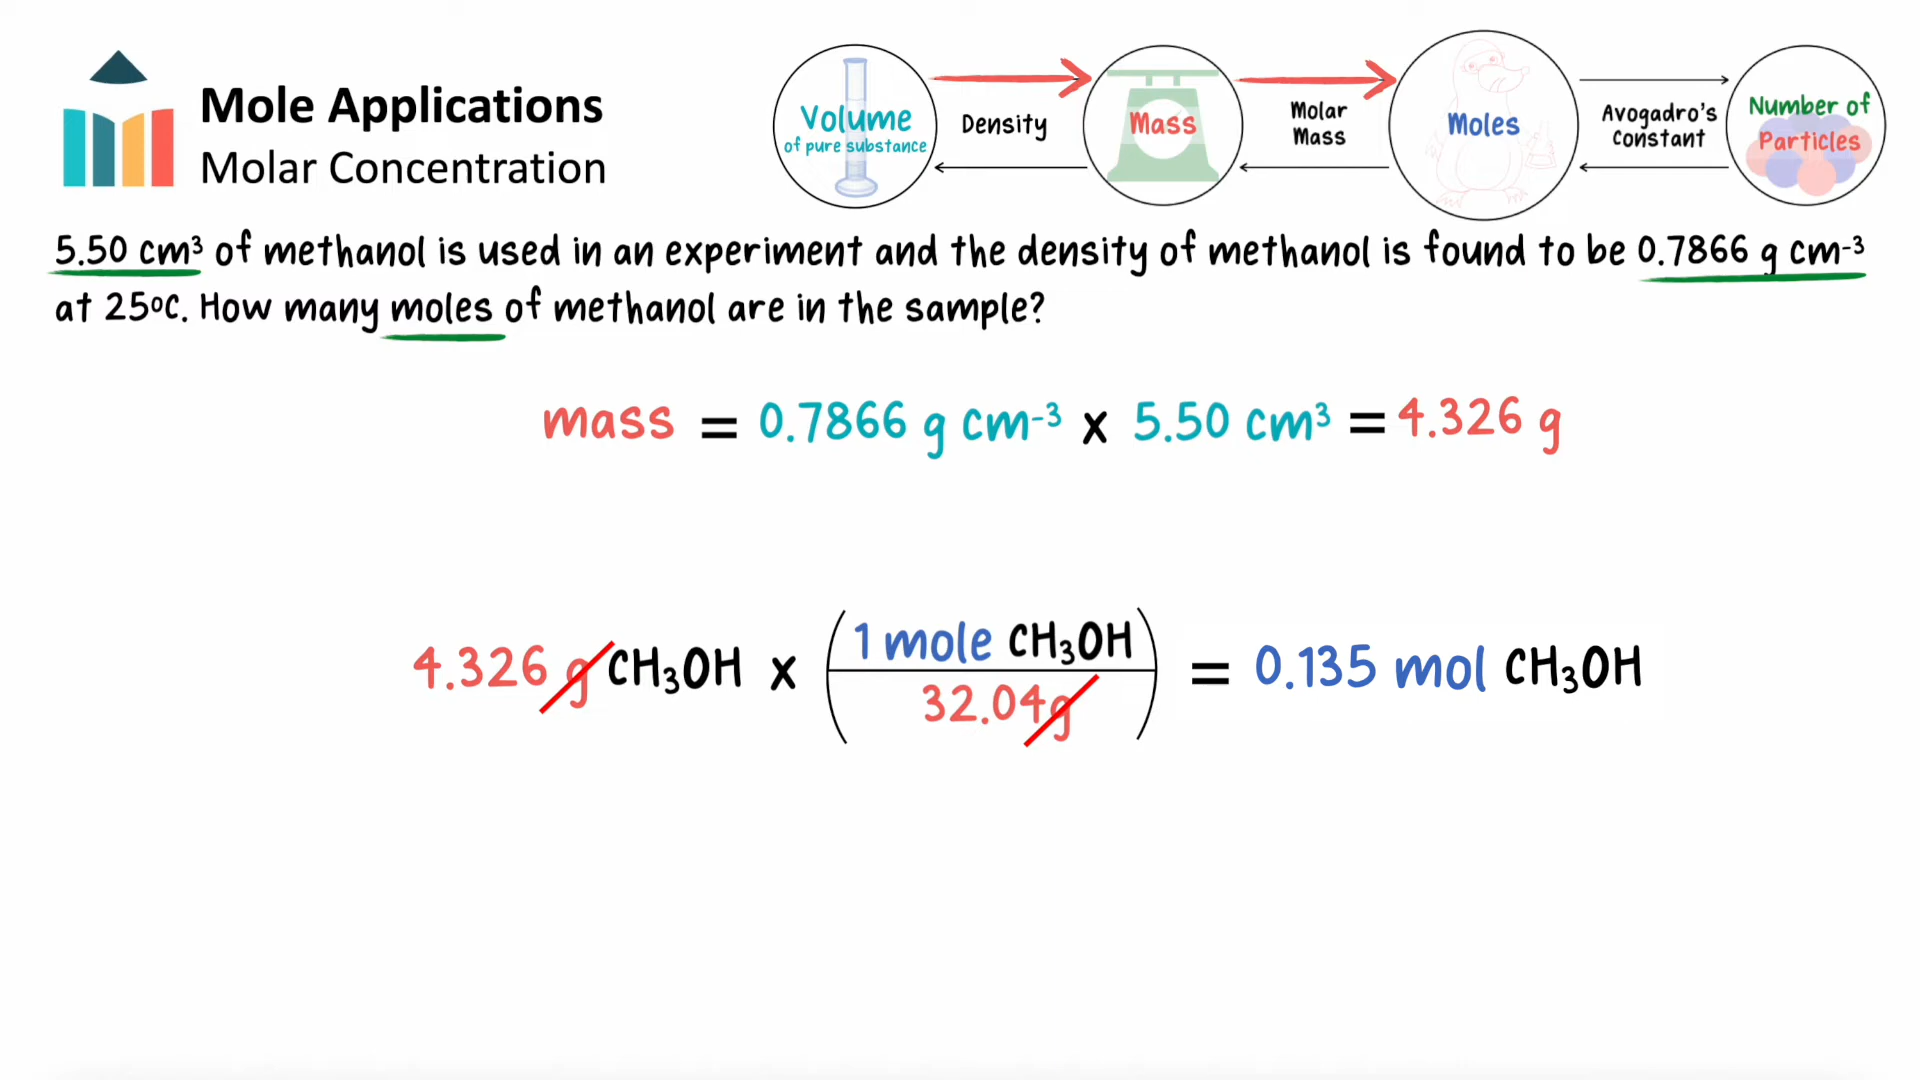 Mole Applications
Molar Concentration
Volume
of pure substance
Density
Mass
Molar
Mass
Moles
Avogadro's
Constant
Number of
Particles
5.50 cm³ of methanol is used in an experiment and the density of methanol is found to be 0.7866 g cm⁻³
at 25ºC. How many moles of methanol are in the sample?
mass = 0.7866 g cm⁻³ x 5.50 cm³ = 4.326 g
1 mole CH₃OH
4.326 g CH₃OH x = 0.135 mol CH₃OH
32.04g